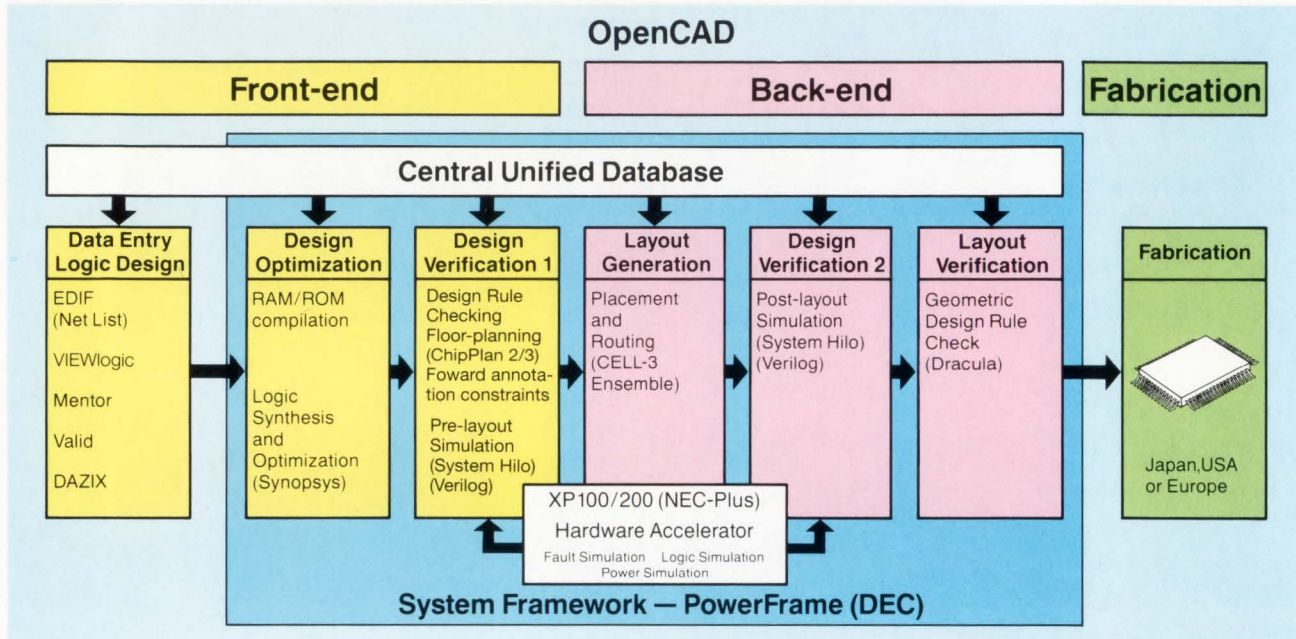 OpenCAD
Front-end
Back-end
Fabrication
Central Unified Database
Data Entry
Logic Design
EDIF
(Net List)
VIEWlogic
Mentor
Valid
DAZIX
Design
Optimization
RAM/ROM
compilation
Logic
Synthesis
and
Optimization
(Synopsys)
Design
Verification 1
Design Rule
Checking
Floor-planning
(ChipPlan 2/3)
Foward annota-
tion constraints
Pre-layout
Simulation
(System Hilo)
(Verilog)
Layout
Generation
Placement
and
Routing
(CELL-3
Ensemble)
Design
Verification 2
Post-layout
Simulation
(System Hilo)
(Verilog)
Layout
Verification
Geometric
Design Rule
Check
(Dracula)
Fabrication
Japan,USA
or Europe
XP100/200 (NEC-Plus)
Hardware Accelerator
Fault Simulation Logic Simulation
Power Simulation
System Framework — PowerFrame (DEC)